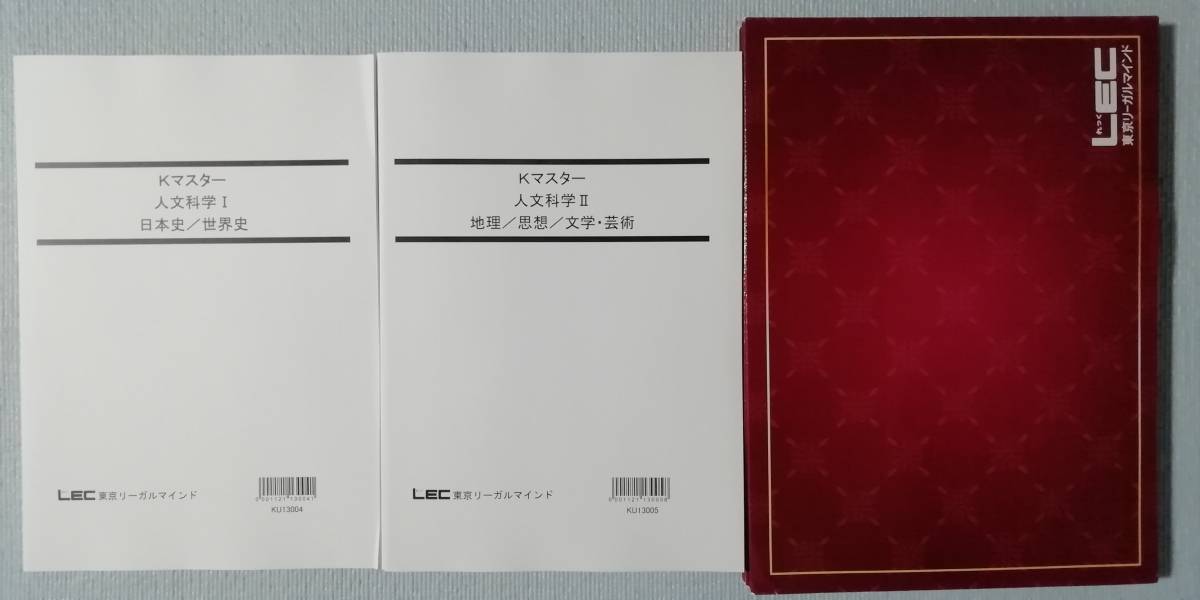 Kマスター
人文科学Ⅰ
日本史／世界史
LEC東京リーガルマインド
KU13004
Kマスター
人文科学Ⅱ
地理／思想／文学・芸術
LEC東京リーガルマインド
KU13005
れっく
LEC
東京リーガルマインド